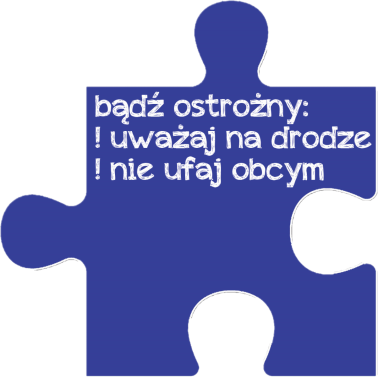 bądź ostrożny:
! uważaj na drodze
! nie ufaj obcym